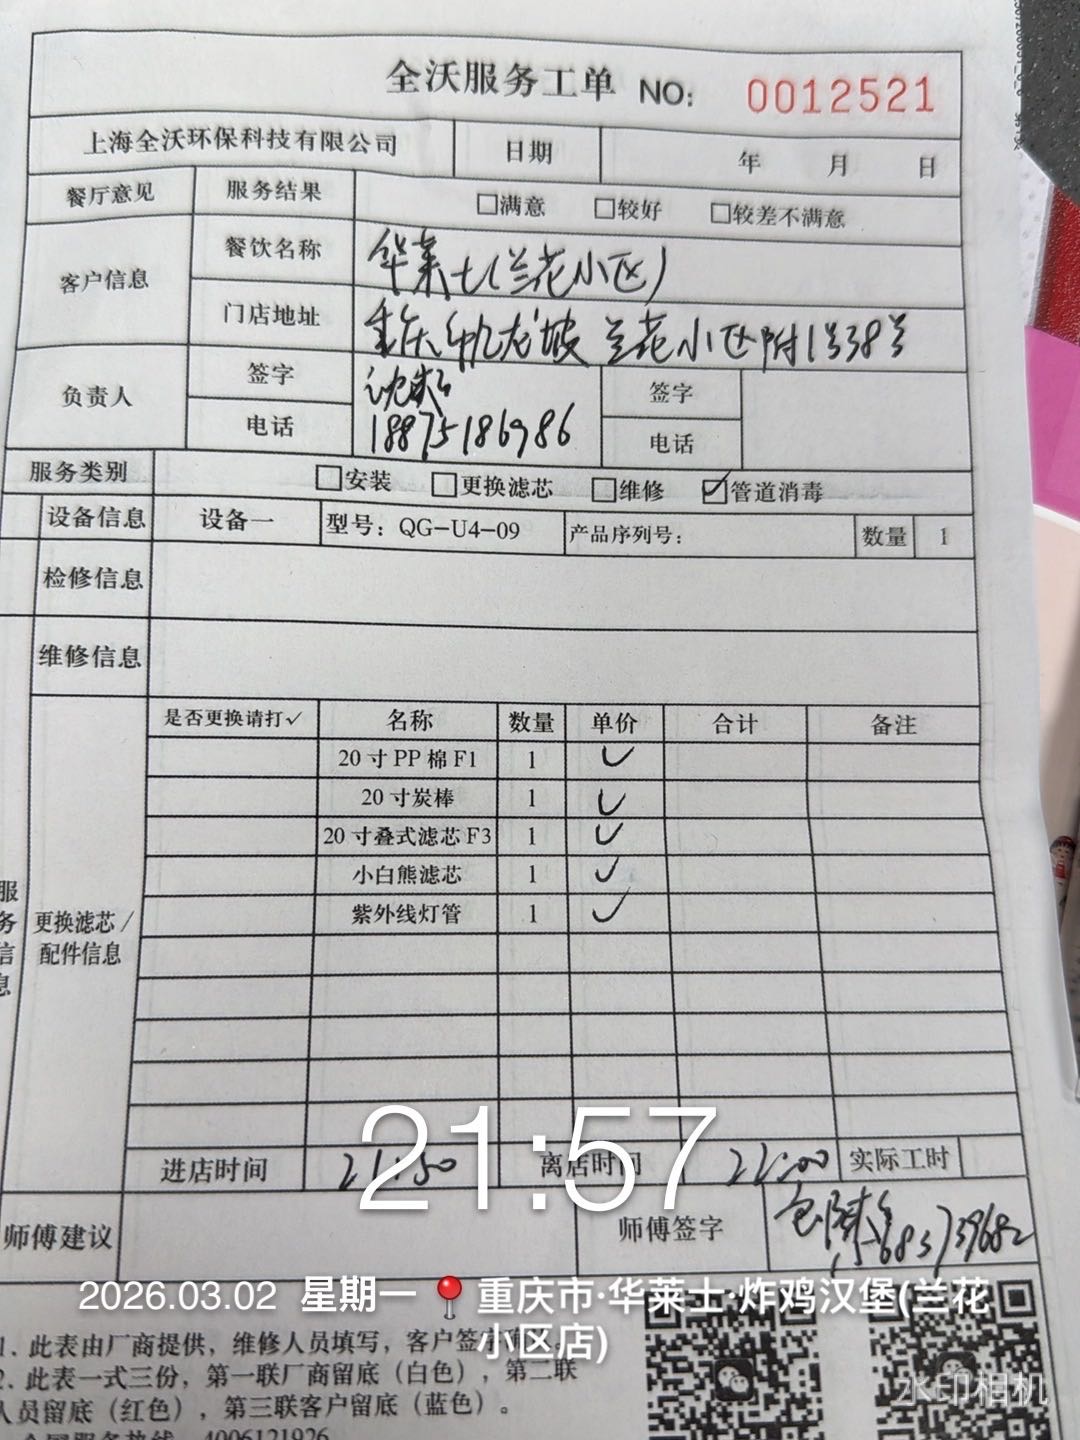 全沃服务工单 NO: 0012521
上海全沃环保科技有限公司 日期 年 月 日
餐厅意见 服务结果 □满意 □较好 □较差不满意
客户信息 餐饮名称 华莱士(兰花小区)
门店地址 重庆九龙坡 兰花小区附1号38号
负责人 签字 签字
电话 18875186986 电话
服务类别 □安装 □更换滤芯 □维修 ☑管道消毒
设备信息 设备一 型号: QG-U4-09 产品序列号: 数量 1
检修信息
维修信息
是否更换请打✓ 名称 数量 单价 合计 备注
20寸PP棉F1 1 ✓
20寸炭棒 1 ✓
20寸叠式滤芯F3 1 ✓
小白熊滤芯 1 ✓
紫外线灯管 1 ✓
服务信息
更换滤芯/
配件信息
21:57
进店时间 21:50 离店时间 22:00 实际工时
师傅建议 师傅签字
15683739682
2026.03.02 星期一 重庆市·华莱士·炸鸡汉堡(兰花
小区店)
1. 此表由厂商提供，维修人员填写，客户签字
2. 此表一式三份，第一联厂商留底（白色），第二联
人员留底（红色），第三联客户留底（蓝色）。
全国服务热线 4006121926
水印相机